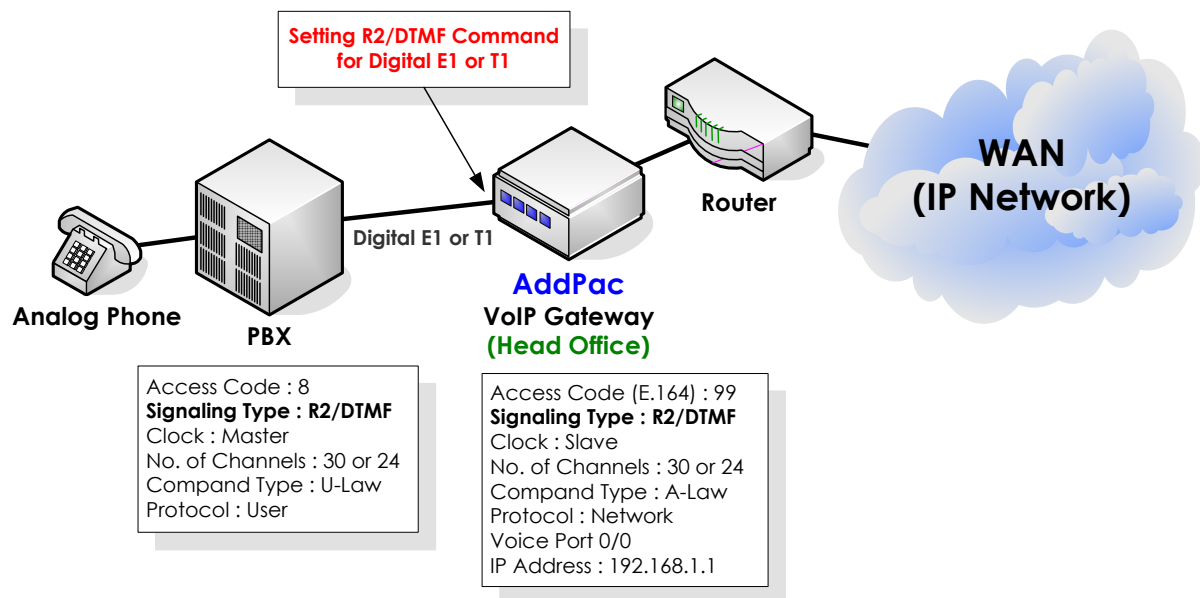 Setting R2/DTMF Command
for Digital E1 or T1
WAN
(IP Network)
Router
Digital E1 or T1
Analog Phone
PBX
AddPac
VoIP Gateway
(Head Office)
Access Code : 8
Signaling Type : R2/DTMF
Clock : Master
No. of Channels : 30 or 24
Compand Type : U-Law
Protocol : User
Access Code (E.164) : 99
Signaling Type : R2/DTMF
Clock : Slave
No. of Channels : 30 or 24
Compand Type : A-Law
Protocol : Network
Voice Port 0/0
IP Address : 192.168.1.1